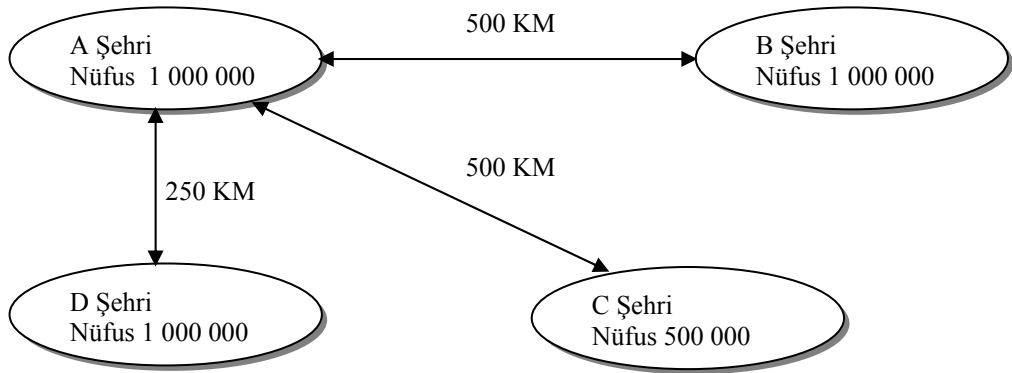 500 KM
A Şehri
Nüfus  1 000 000
B Şehri
Nüfus 1 000 000
500 KM
250 KM
D Şehri
Nüfus 1 000 000
C Şehri
Nüfus 500 000